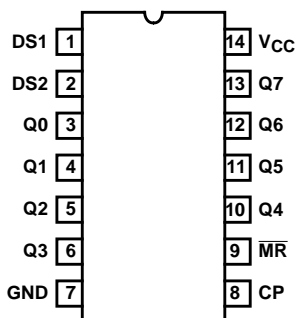 DS1 1 14 VCC
DS2 2 13 Q7
Q0 3 12 Q6
Q1 4 11 Q5
Q2 5 10 Q4
Q3 6 9 M̅R̅
GND 7 8 CP